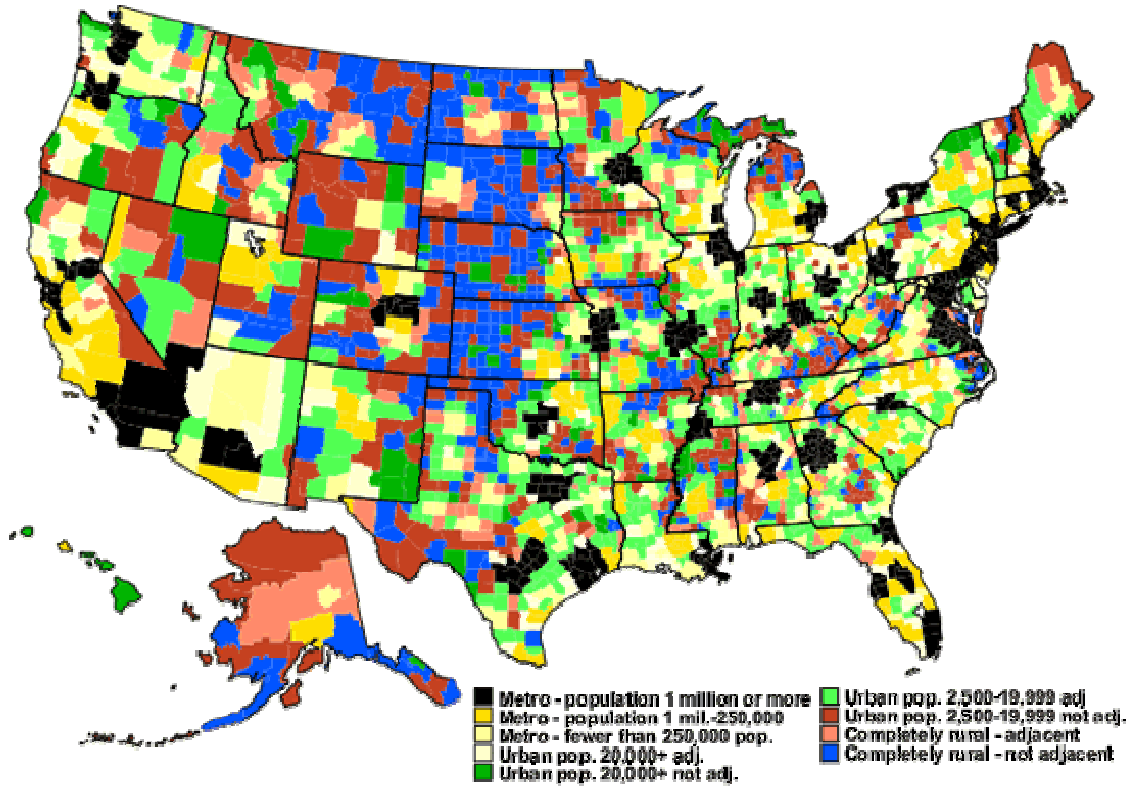 Metro - population 1 million or more
Metro - population 1 mil.-250,000
Metro - fewer than 250,000 pop.
Urban pop. 20,000+ adj.
Urban pop. 20,000+ not adj.
Urban pop. 2,500-19,999 adj
Urban pop. 2,500-19,999 not adj.
Completely rural - adjacent
Completely rural - not adjacent